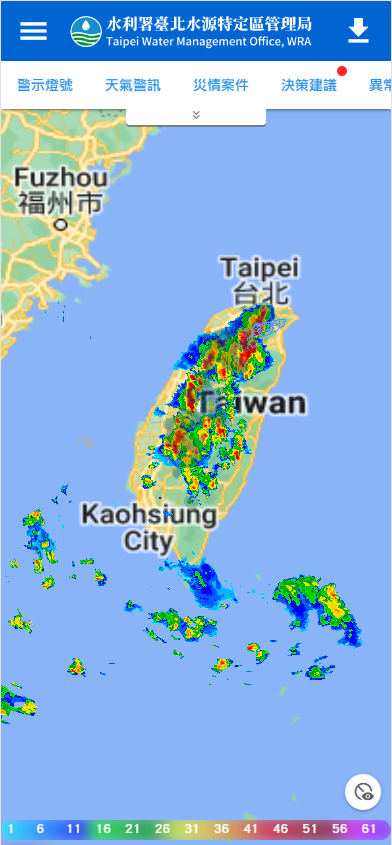 水利署臺北水源特定區管理局
Taipei Water Management Office, WRA
警示燈號 天氣警訊 災情案件 決策建議 異常
Fuzhou
福州市
Taipei
台北
Taiwan
Kaohsiung
City
1 6 11 16 21 26 31 36 41 46 51 56 61